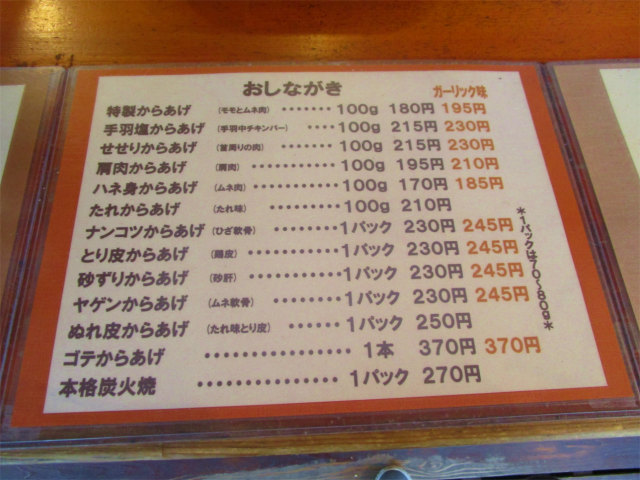 おしながき
ガーリック味
特製からあげ (モモとムネ肉) ‥‥‥‥ 100g 180円 195円
手羽塩からあげ (手羽中チキンバー) ‥‥ 100g 215円 230円
せせりからあげ (首周りの肉) ‥‥‥‥ 100g 215円 230円
肩肉からあげ (肩肉) ‥‥‥‥‥‥ 100g 195円 210円
ハネ身からあげ (ムネ肉) ‥‥‥‥‥‥ 100g 170円 185円
たれからあげ (たれ味) ‥‥‥‥‥ 100g 210円
ナンコツからあげ (ひざ軟骨) ‥‥‥‥‥ 1パック 230円 245円
とり皮からあげ (鶏皮) ‥‥‥‥‥‥ 1パック 230円 245円
砂ずりからあげ (砂肝) ‥‥‥‥‥‥ 1パック 230円 245円
ヤゲンからあげ (ムネ軟骨) ‥‥‥‥‥ 1パック 230円 245円
ぬれ皮からあげ (たれ味とり皮) ‥‥‥ 1パック 250円
ゴテからあげ ‥‥‥‥‥‥‥‥ 1本 370円 370円
本格炭火焼 ‥‥‥‥‥‥‥‥ 1パック 270円
*1パックは70~80g*